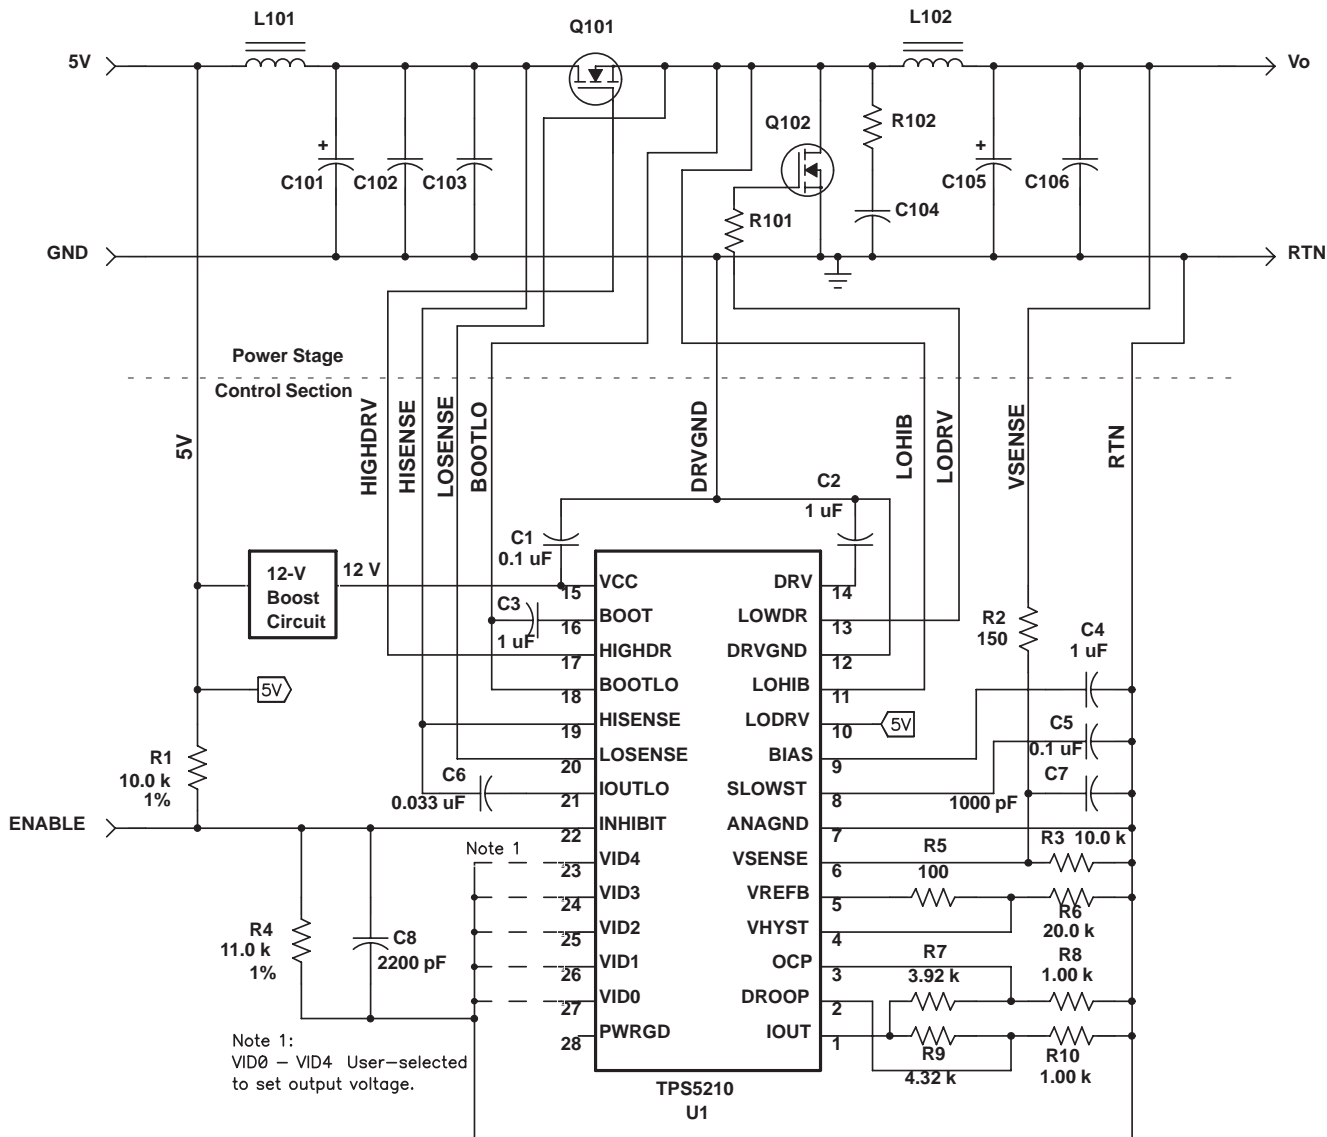 L101
Q101
L102
5V
Vo
R102
Q102
+
C101
C102
C103
R101
C104
+
C105
C106
GND
RTN
Power Stage
Control Section
5V
HIGHDRV
HISENSE
LOSENSE
BOOTLO
DRVGND
LOHIB
LODRV
VSENSE
RTN
C2
1 uF
C1
0.1 uF
12-V
Boost
Circuit
12 V
15
VCC
DRV
14
C3
1 uF
16
BOOT
LOWDR
13
17
HIGHDR
DRVGND
12
18
BOOTLO
LOHIB
11
19
HISENSE
LODRV
10
5V
20
LOSENSE
BIAS
9
C6
0.033 uF
21
IOUTLO
SLOWST
8
22
INHIBIT
ANAGND
7
23
VID4
VSENSE
6
24
VID3
VREFB
5
25
VID2
VHYST
4
26
VID1
OCP
3
27
VID0
DROOP
2
28
PWRGD
IOUT
1
TPS5210
U1
5V
R1
10.0 k
1%
ENABLE
Note 1
R4
11.0 k
1%
C8
2200 pF
Note 1:
VID0 – VID4 User–selected
to set output voltage.
R2
150
C4
1 uF
C5
0.1 uF
C7
1000 pF
R3 10.0 k
R5
100
R6
20.0 k
R7
3.92 k
R8
1.00 k
R9
4.32 k
R10
1.00 k